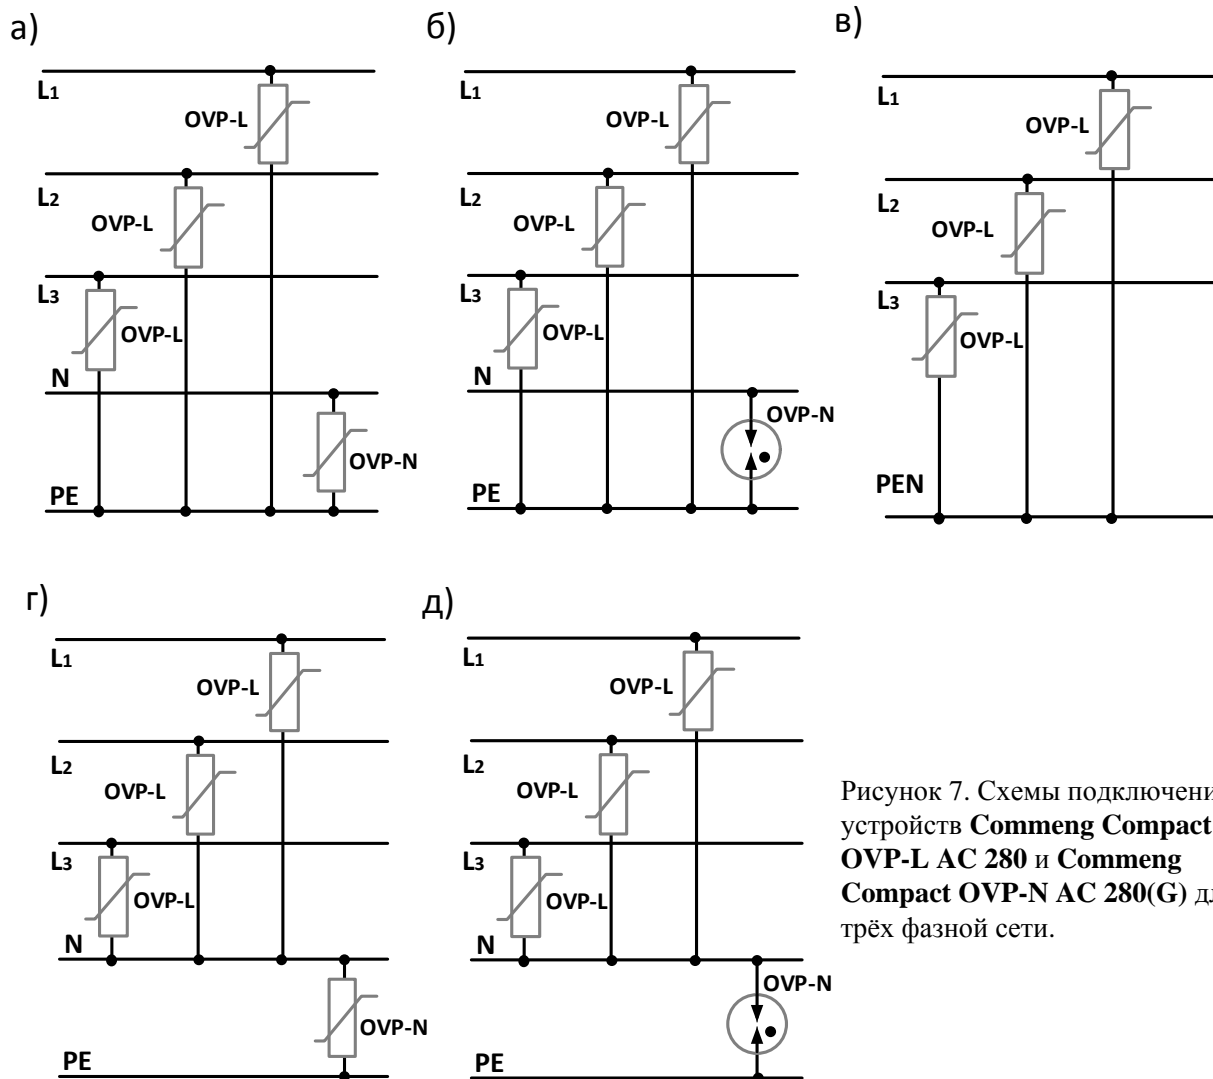 а)
L1
OVP-L
L2
OVP-L
L3
OVP-L
N
OVP-N
PE
б)
L1
OVP-L
L2
OVP-L
L3
OVP-L
N
OVP-N
PE
в)
L1
OVP-L
L2
OVP-L
L3
OVP-L
PEN
г)
L1
OVP-L
L2
OVP-L
L3
OVP-L
N
OVP-N
PE
д)
L1
OVP-L
L2
OVP-L
L3
OVP-L
N
OVP-N
PE
Рисунок 7. Схемы подключени
устройств Commeng Compact
OVP-L AC 280 и Commeng
Compact OVP-N AC 280(G)
трёх фазной сети.